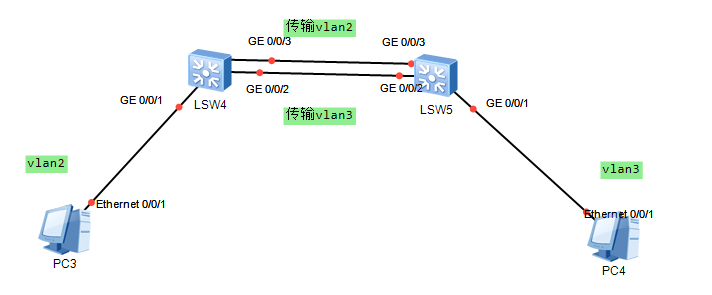 传输vlan2
GE 0/0/3
GE 0/0/3
GE 0/0/2
GE 0/0/2
LSW4
LSW5
GE 0/0/1
GE 0/0/1
传输vlan3
vlan2
vlan3
Ethernet 0/0/1
Ethernet 0/0/1
PC3
PC4